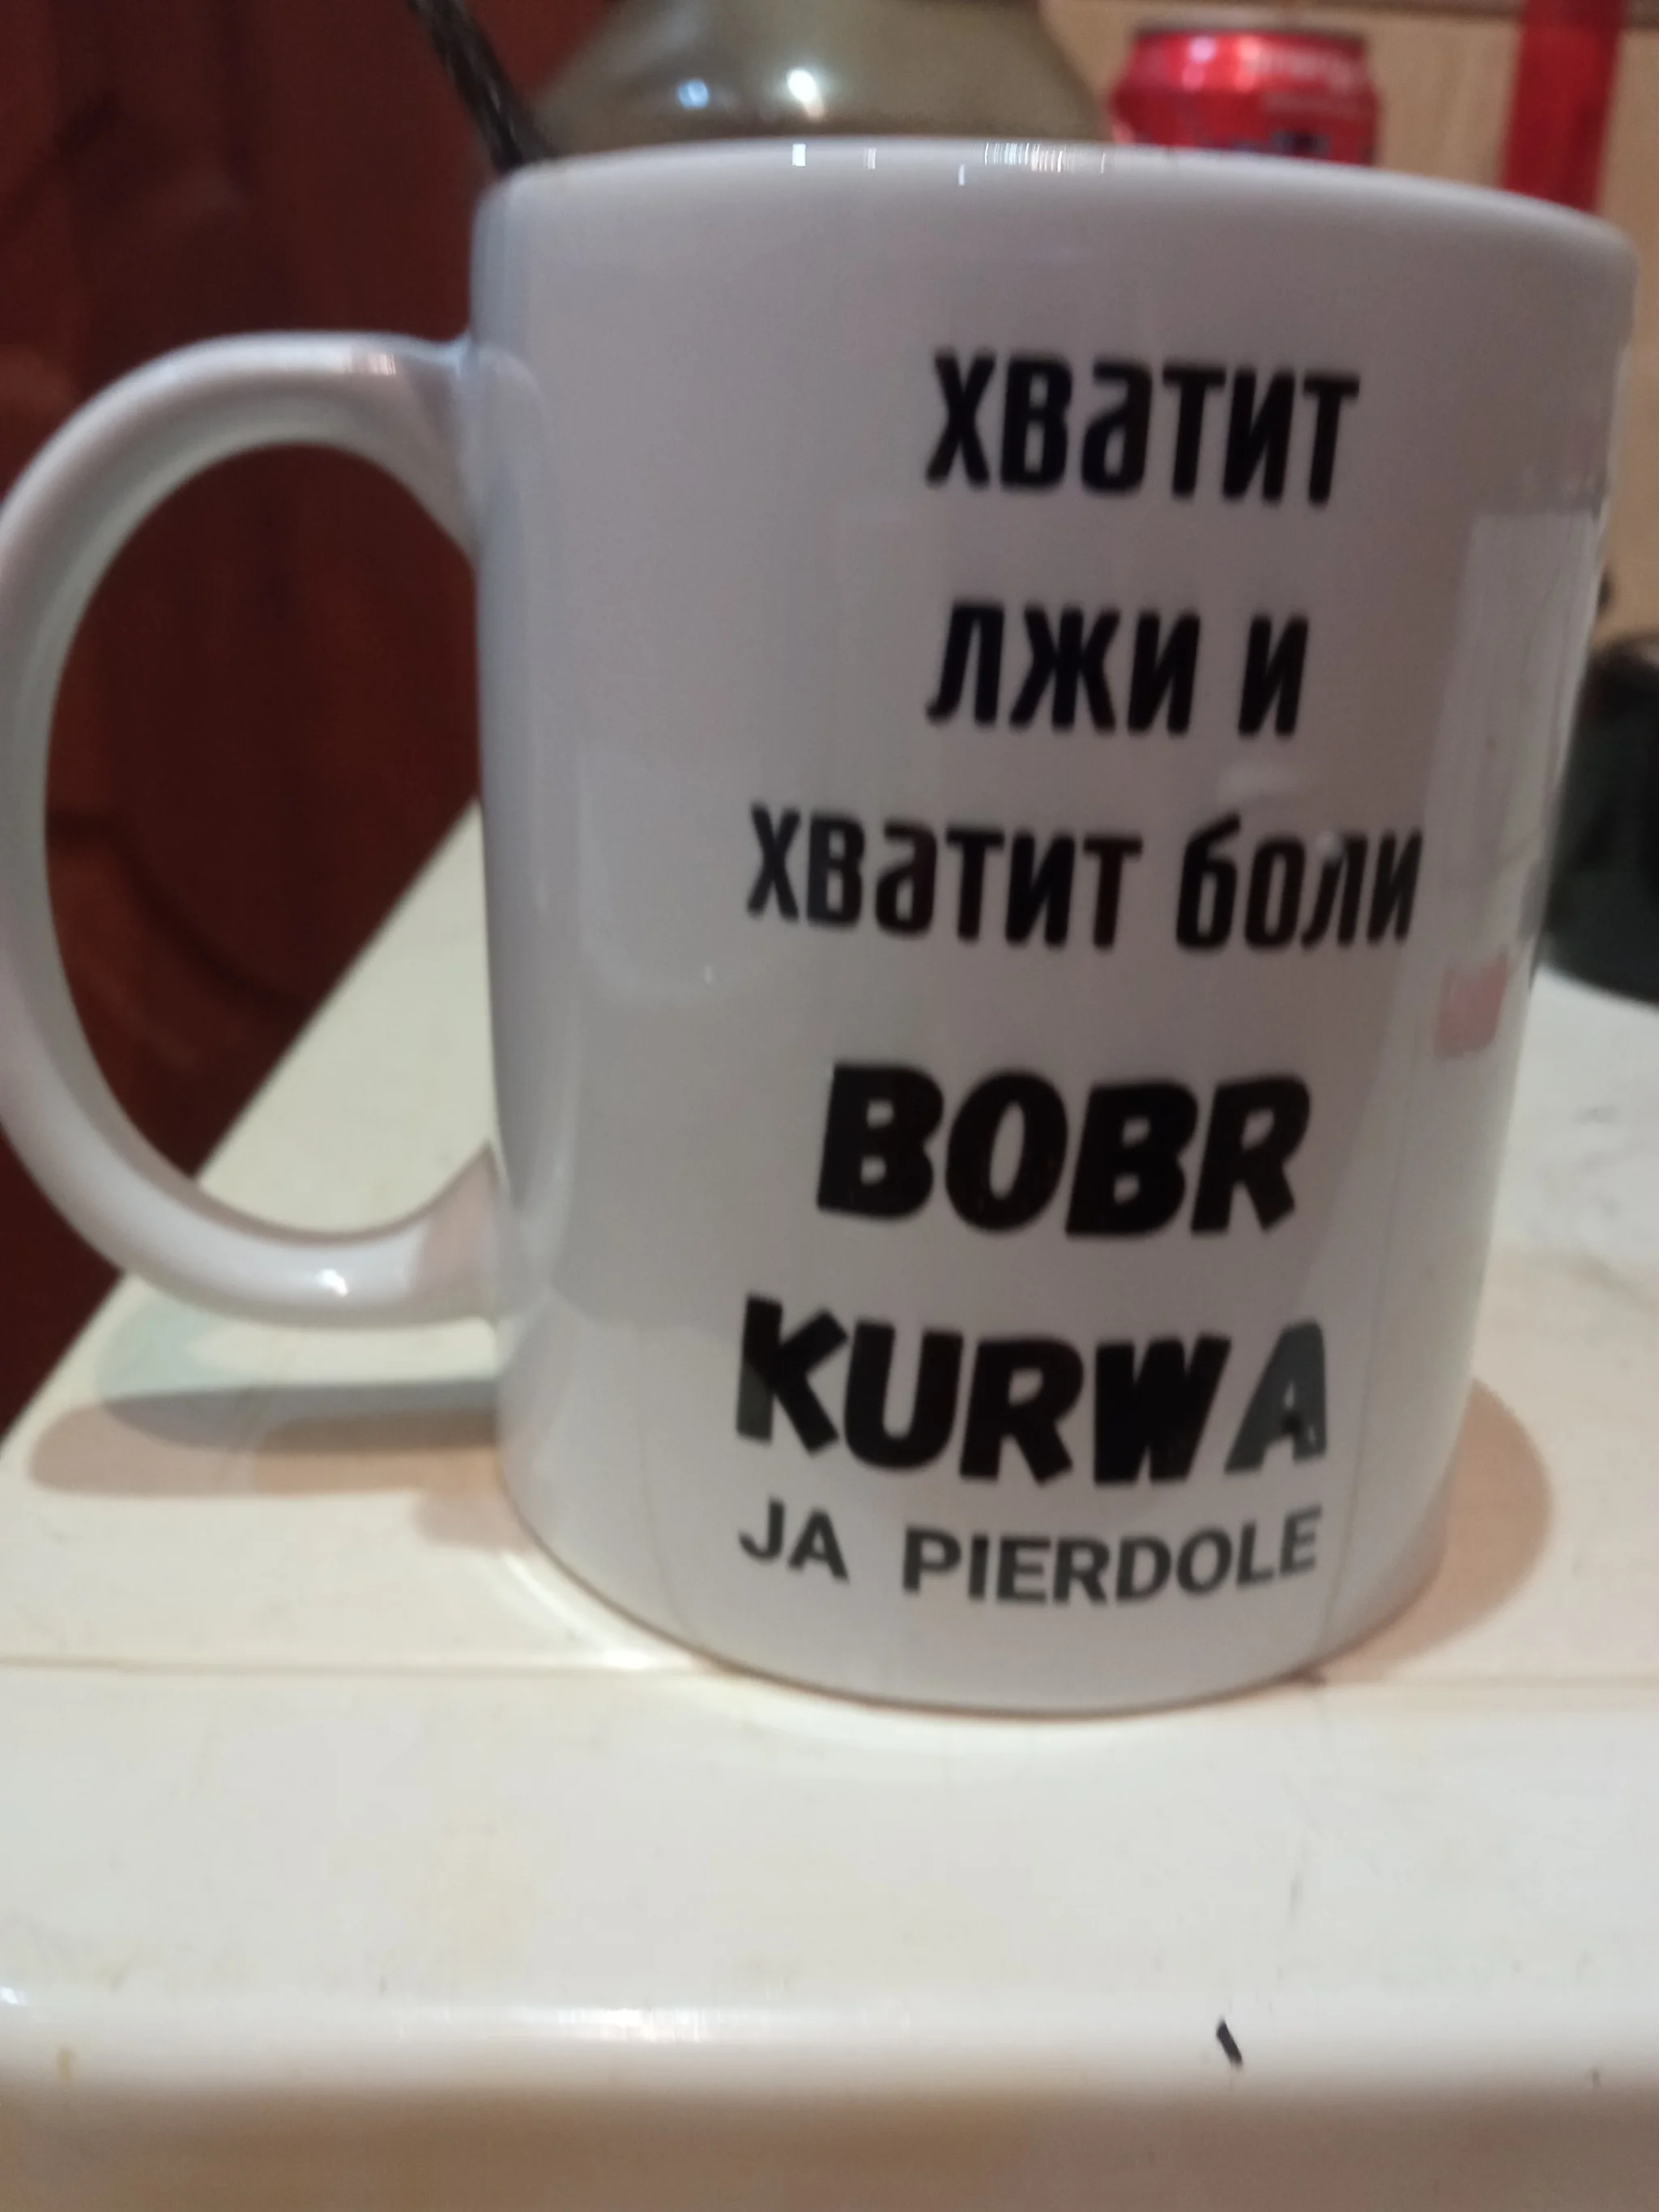 хватит
лжи и
хватит боли
BOBR
KURWA
JA PIERDOLE